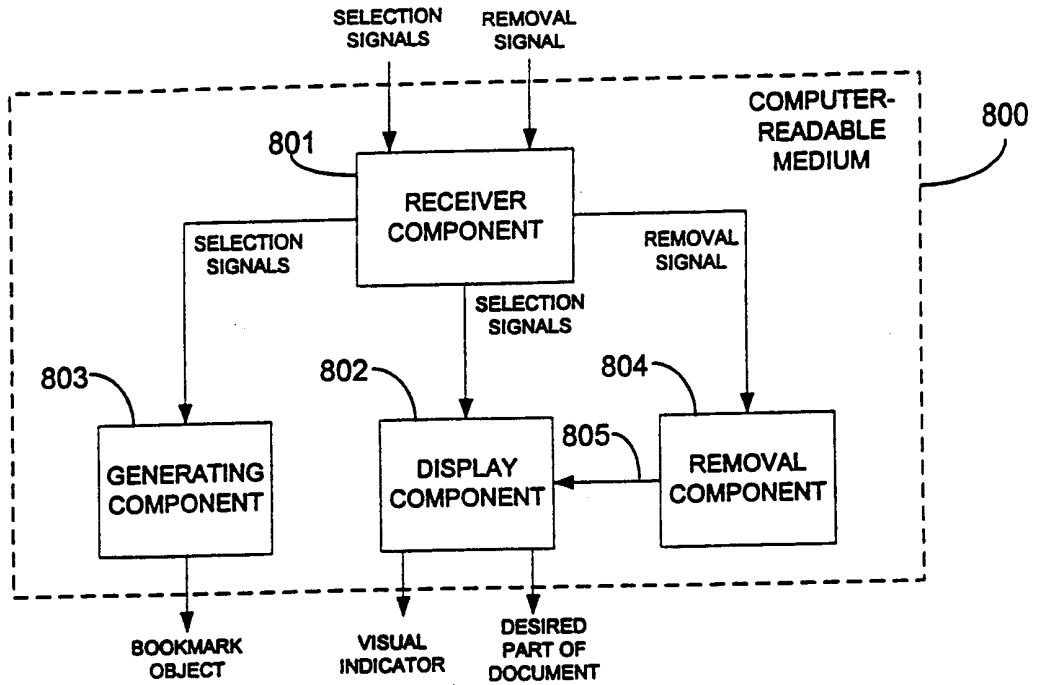 SELECTION
SIGNALS
REMOVAL
SIGNAL
COMPUTER-
READABLE
MEDIUM
800
801
RECEIVER
COMPONENT
SELECTION
SIGNALS
REMOVAL
SIGNAL
SELECTION
SIGNALS
803
802
804
805
GENERATING
COMPONENT
DISPLAY
COMPONENT
REMOVAL
COMPONENT
BOOKMARK
OBJECT
VISUAL
INDICATOR
DESIRED
PART OF
DOCUMENT